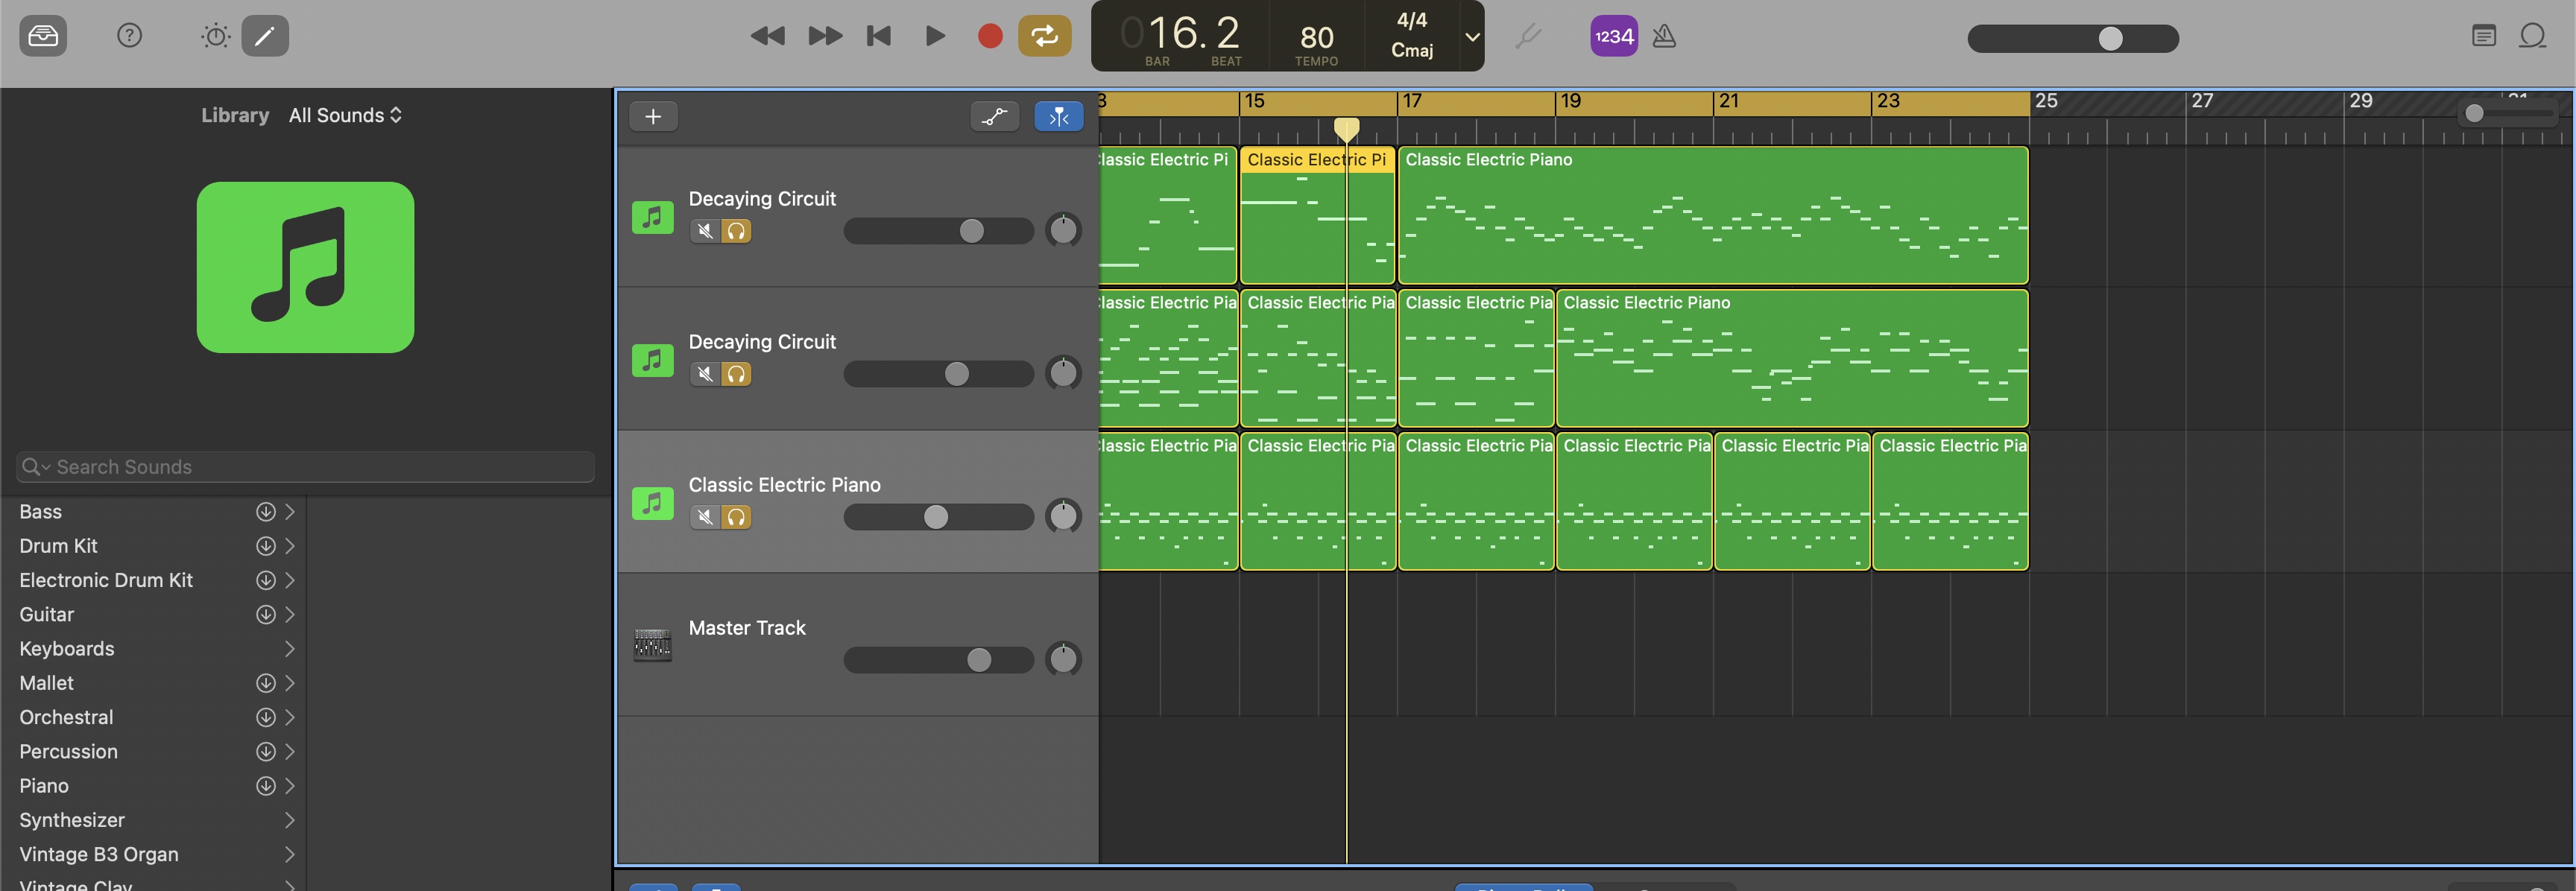 016.2
BAR
BEAT
80
TEMPO
4/4
Cmaj
1234
Library All Sounds
Search Sounds
Bass
Drum Kit
Electronic Drum Kit
Guitar
Keyboards
Mallet
Orchestral
Percussion
Piano
Synthesizer
Vintage B3 Organ
Vintage Clav
3 15 17 19 21 23 25 27 29 31
Decaying Circuit
lassic Electric Pi
Classic Electric Pi
Classic Electric Piano
Decaying Circuit
lassic Electric Pia
Classic Electric Pia
Classic Electric Pia
Classic Electric Piano
Classic Electric Piano
lassic Electric Pia
Classic Electric Pia
Classic Electric Pia
Classic Electric Pia
Classic Electric Pia
Classic Electric Pia
Master Track